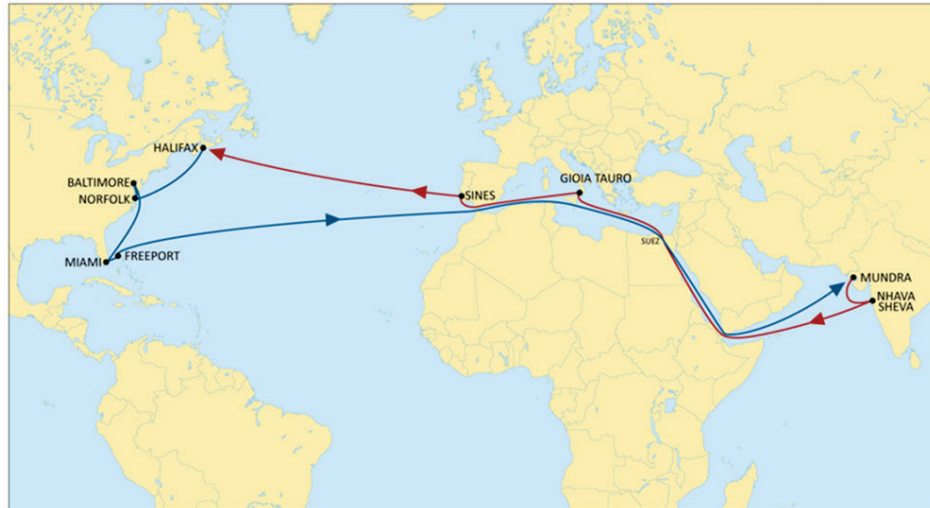 HALIFAX
BALTIMORE
NORFOLK
MIAMI
FREEPORT
SINES
GIOIA TAURO
SUEZ
MUNDRA
NHAVA
SHEVA